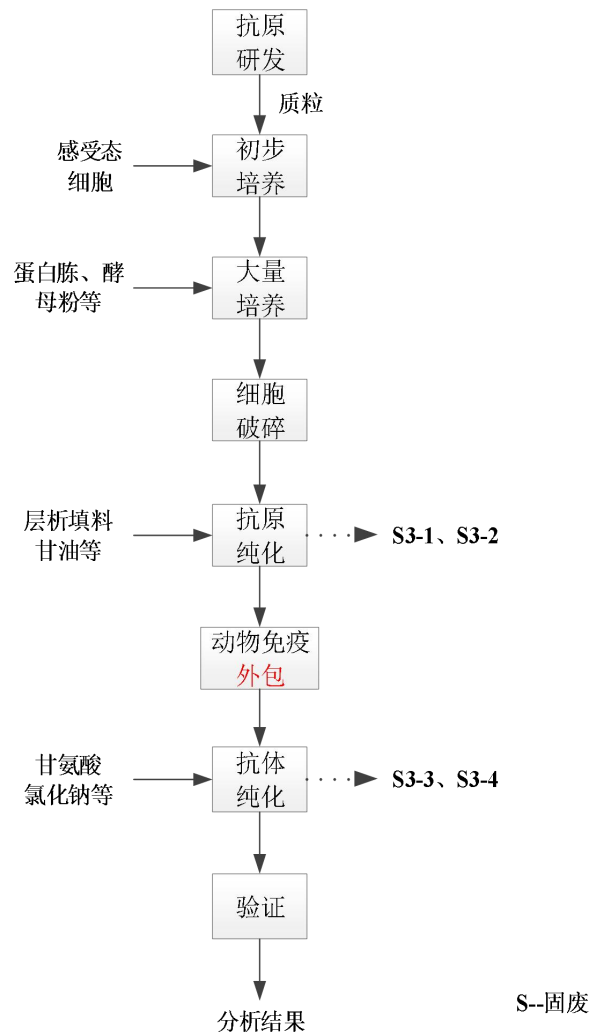 抗原
研发
质粒
感受态
细胞
初步
培养
蛋白胨、酵
母粉等
大量
培养
细胞
破碎
层析填料
甘油等
抗原
纯化
S3-1、S3-2
动物免疫
外包
甘氨酸
氯化钠等
抗体
纯化
S3-3、S3-4
验证
分析结果
S--固废